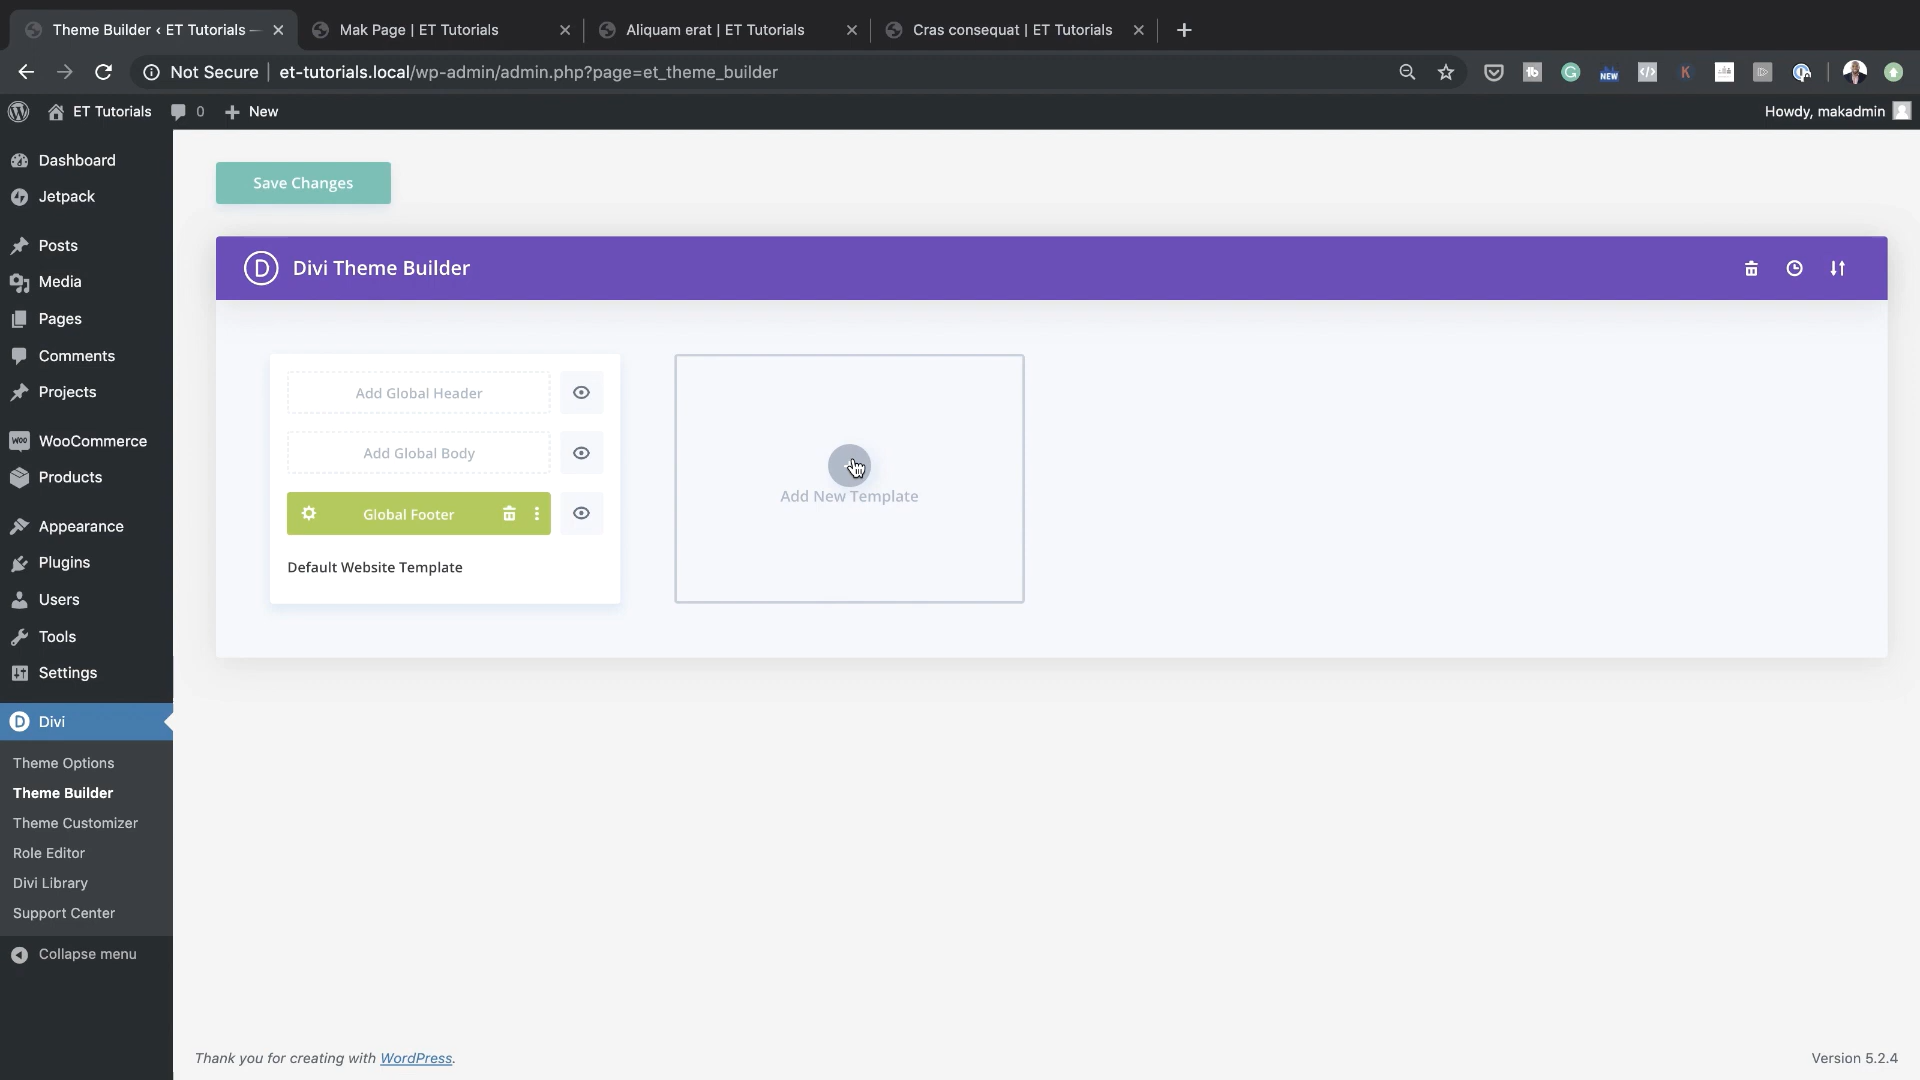 Theme Builder ‹ ET Tutorials —
Mak Page | ET Tutorials
Aliquam erat | ET Tutorials
Cras consequat | ET Tutorials
Not Secure
et-tutorials.local/wp-admin/admin.php?page=et_theme_builder
ET Tutorials
0
New
Howdy, makadmin
Dashboard
Jetpack
Posts
Media
Pages
Comments
Projects
WooCommerce
Products
Appearance
Plugins
Users
Tools
Settings
Divi
Theme Options
Theme Builder
Theme Customizer
Role Editor
Divi Library
Support Center
Collapse menu
Save Changes
D
Divi Theme Builder
Add Global Header
Add Global Body
Global Footer
Default Website Template
Add New Template
Thank you for creating with WordPress.
Version 5.2.4